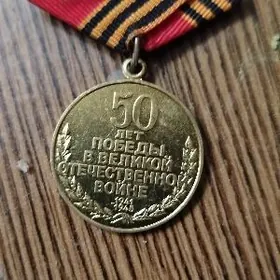 50
ЛЕТ
ПОБЕДЫ
В ВЕЛИКОЙ
ОТЕЧЕСТВЕННОЙ
ВОЙНЕ
1941
1945